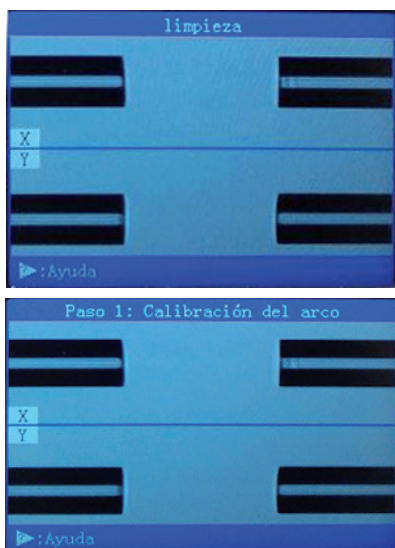 limpieza
X
Y
:Ayuda
Paso 1: Calibración del arco
X
Y
:Ayuda